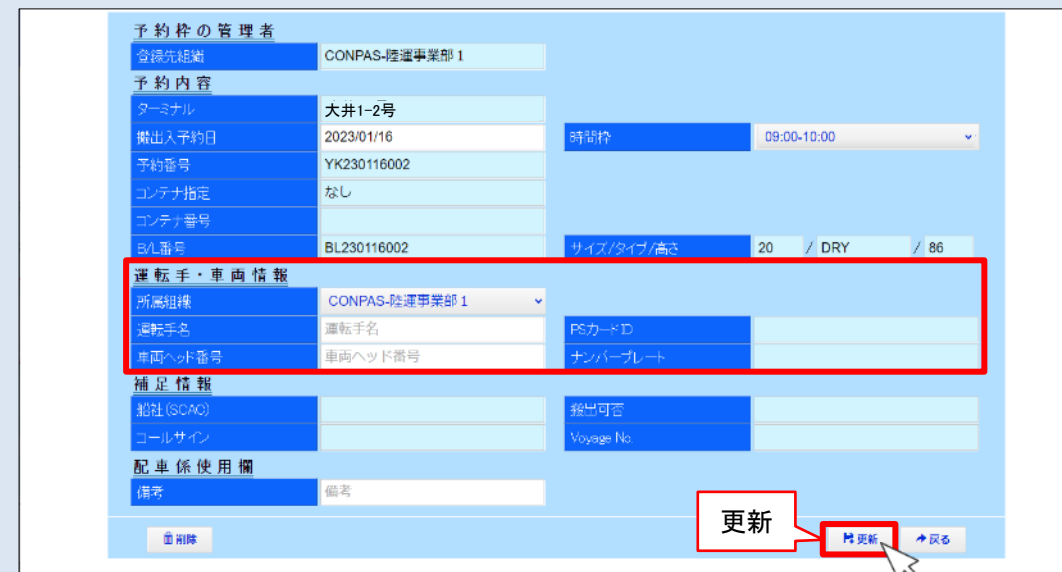 予約枠の管理者
登録先組織 CONPAS-陸運事業部1
予約内容
ターミナル 大井1-2号
搬出入予約日 2023/01/16 時間枠 09:00-10:00
予約番号 YK230116002
コンテナ指定 なし
コンテナ番号
B/L番号 BL230116002 サイズ/タイプ/高さ 20 / DRY / 86
運転手・車両情報
所属組織 CONPAS-陸運事業部1
運転手名 運転手名 PSカードID
車両ヘッド番号 車両ヘッド番号 ナンバープレート
補足情報
船社(SCAC) 搬出可否
コールサイン Voyage No.
配車係使用欄
備考 備考
更新
削除 更新 戻る